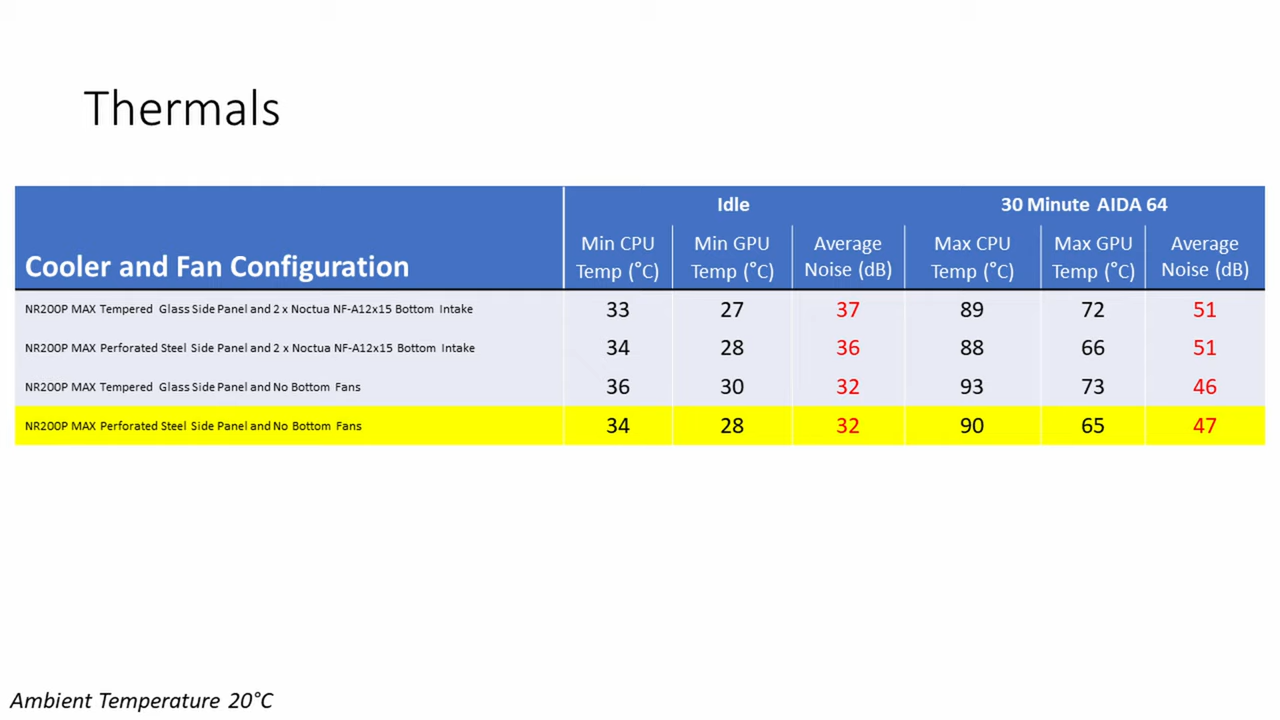 Thermals
Idle
30 Minute AIDA 64
Cooler and Fan Configuration
Min CPU Temp (°C)
Min GPU Temp (°C)
Average Noise (dB)
Max CPU Temp (°C)
Max GPU Temp (°C)
Average Noise (dB)
NR200P MAX Tempered Glass Side Panel and 2 x Noctua NF-A12x15 Bottom Intake 33 27 37 89 72 51
NR200P MAX Perforated Steel Side Panel and 2 x Noctua NF-A12x15 Bottom Intake 34 28 36 88 66 51
NR200P MAX Tempered Glass Side Panel and No Bottom Fans 36 30 32 93 73 46
NR200P MAX Perforated Steel Side Panel and No Bottom Fans 34 28 32 90 65 47
Ambient Temperature 20°C